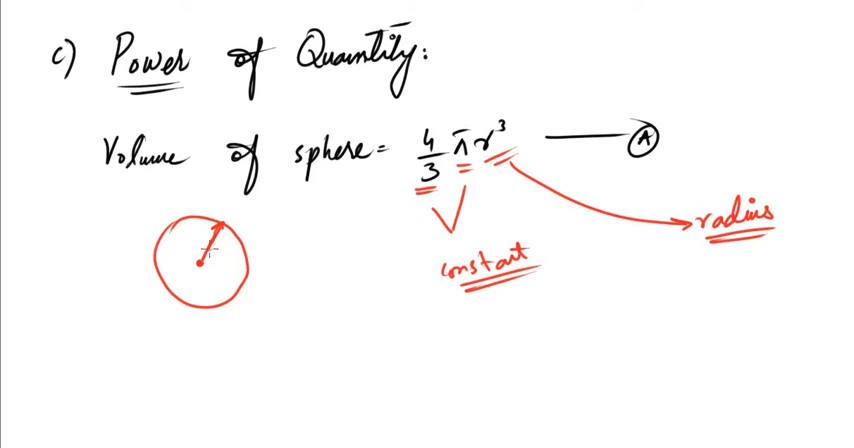 c) Power of Quantity:
Volume of sphere = 4/3 πr³ Ⓐ
radius
constant